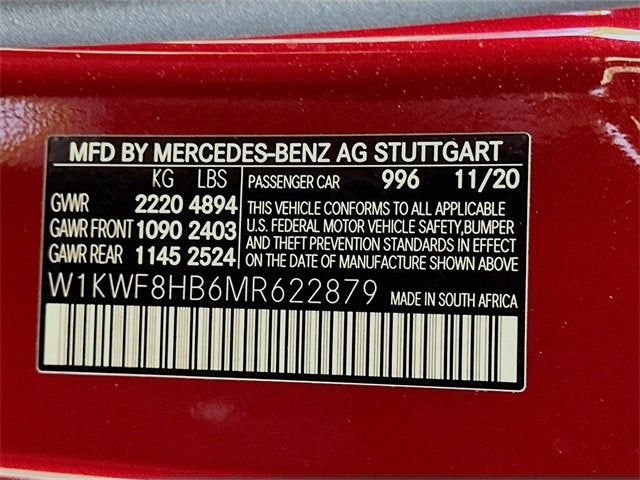 MFD BY MERCEDES-BENZ AG STUTTGART
KG LBS
GVWR 2220 4894
GAWR FRONT 1090 2403
GAWR REAR 1145 2524
PASSENGER CAR 996 11/20
THIS VEHICLE CONFORMS TO ALL APPLICABLE
U.S. FEDERAL MOTOR VEHICLE SAFETY,BUMPER
AND THEFT PREVENTION STANDARDS IN EFFECT
ON THE DATE OF MANUFACTURE SHOWN ABOVE.
W1KWF8HB6MR622879 MADE IN SOUTH AFRICA